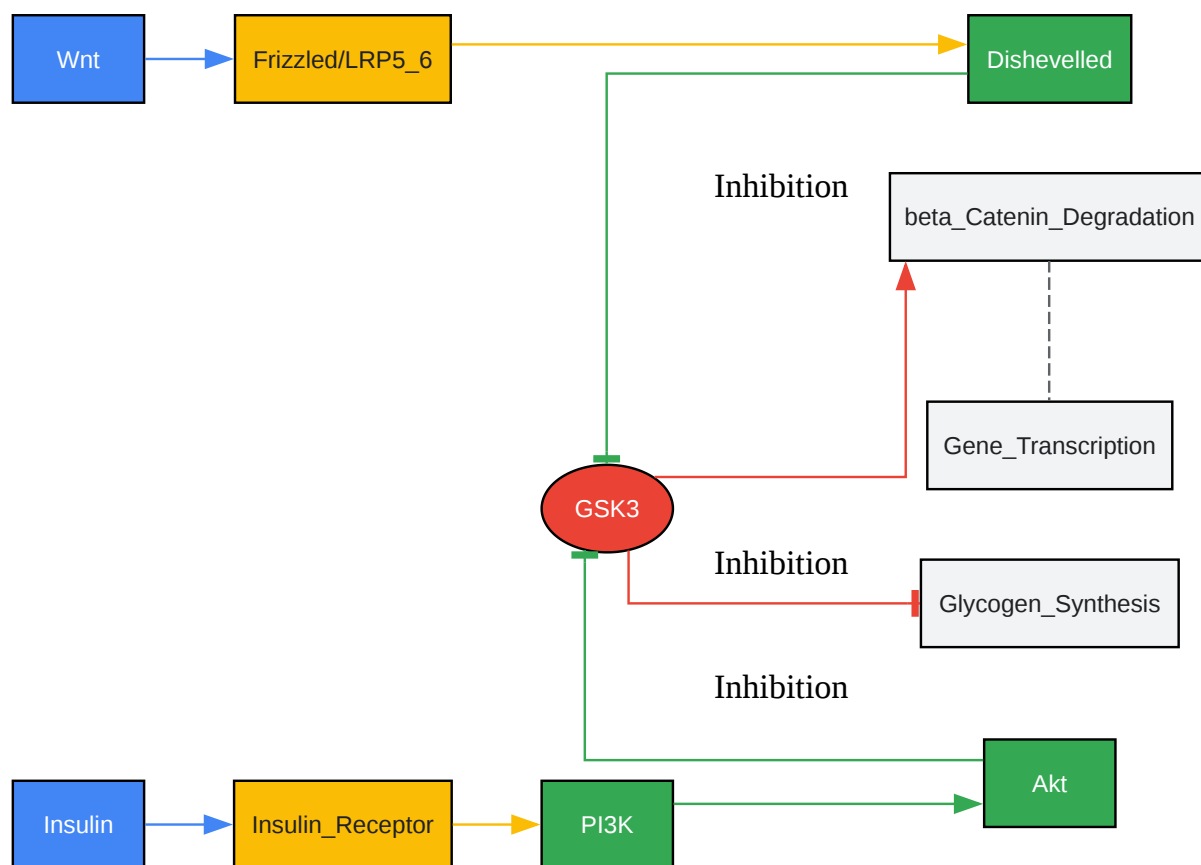 Wnt
Frizzled/LRP5_6
Dishevelled
Inhibition
beta_Catenin_Degradation
Gene_Transcription
GSK3
Inhibition
Glycogen_Synthesis
Inhibition
Akt
Insulin
Insulin_Receptor
PI3K